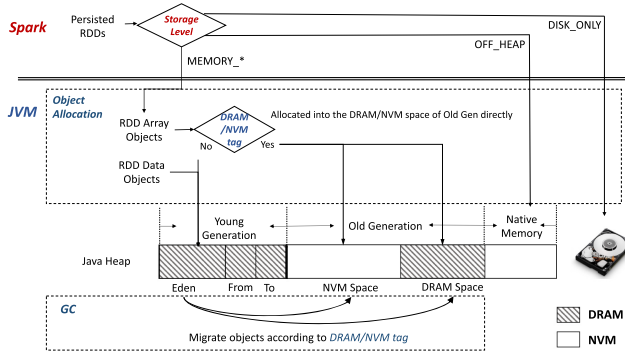 Spark
Persisted
RDDs
Storage
Level
DISK_ONLY
OFF_HEAP
MEMORY_*
JVM
Object
Allocation
RDD Array
Objects
DRAM
/NVM
tag
Allocated into the DRAM/NVM space of Old Gen directly
No
Yes
RDD Data
Objects
Young
Generation
Old Generation
Native
Memory
Java Heap
Eden
From
To
NVM Space
DRAM Space
GC
Migrate objects according to DRAM/NVM tag
DRAM
NVM